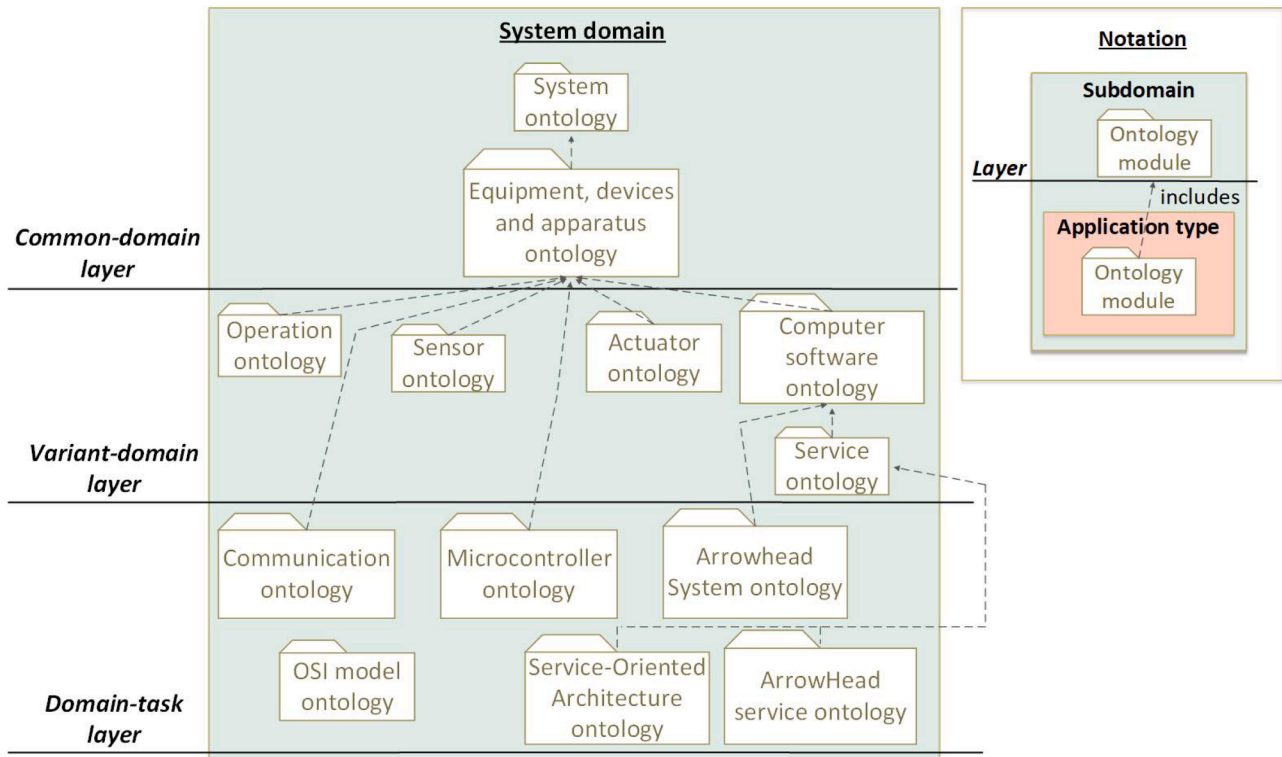 System domain
System
ontology
Equipment, devices
and apparatus
ontology
Common-domain
layer
Operation
ontology
Sensor
ontology
Actuator
ontology
Computer
software
ontology
Service
ontology
Variant-domain
layer
Communication
ontology
Microcontroller
ontology
Arrowhead
System ontology
OSI model
ontology
Service-Oriented
Architecture
ontology
ArrowHead
service ontology
Domain-task
layer
Notation
Subdomain
Ontology
module
Layer
includes
Application type
Ontology
module